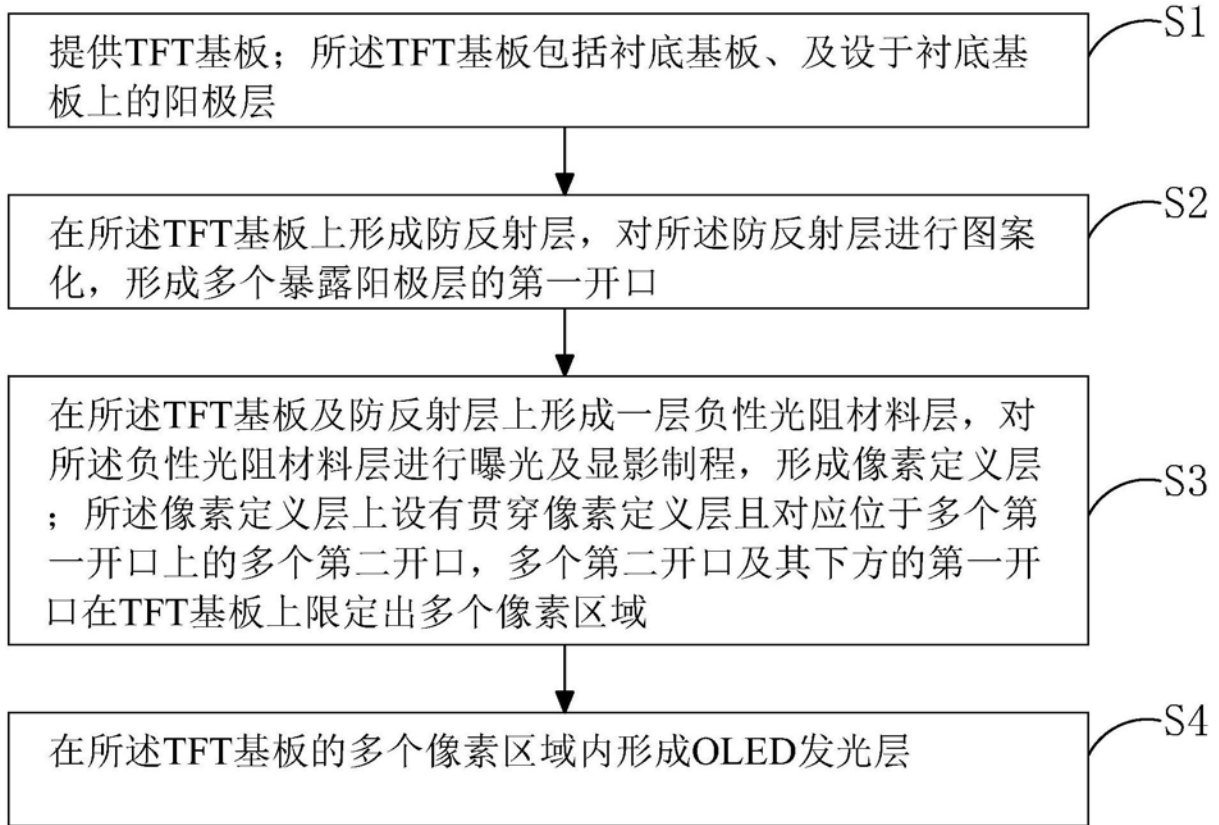 提供TFT基板；所述TFT基板包括衬底基板、及设于衬底基
板上的阳极层
S1
在所述TFT基板上形成防反射层，对所述防反射层进行图案
化，形成多个暴露阳极层的第一开口
S2
在所述TFT基板及防反射层上形成一层负性光阻材料层，对
所述负性光阻材料层进行曝光及显影制程，形成像素定义层
；所述像素定义层上设有贯穿像素定义层且对应位于多个第
一开口上的多个第二开口，多个第二开口及其下方的第一开
口在TFT基板上限定出多个像素区域
S3
在所述TFT基板的多个像素区域内形成OLED发光层
S4